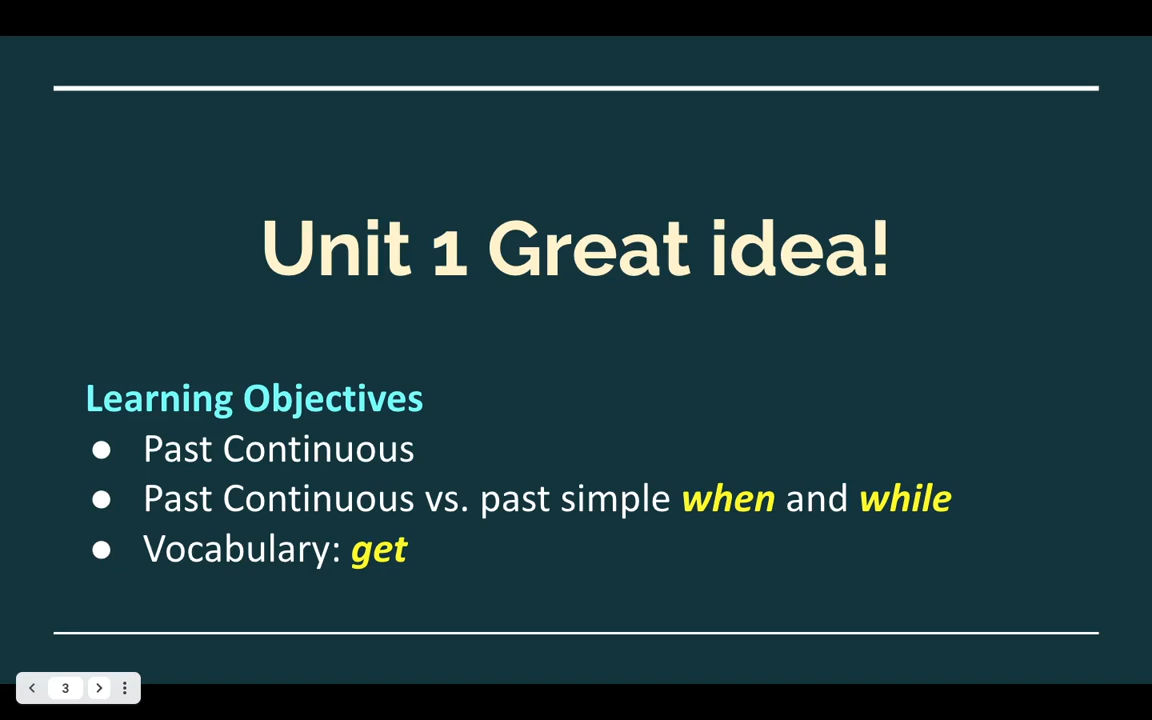 Unit 1 Great idea!
Learning Objectives
● Past Continuous
● Past Continuous vs. past simple when and while
● Vocabulary: get
3